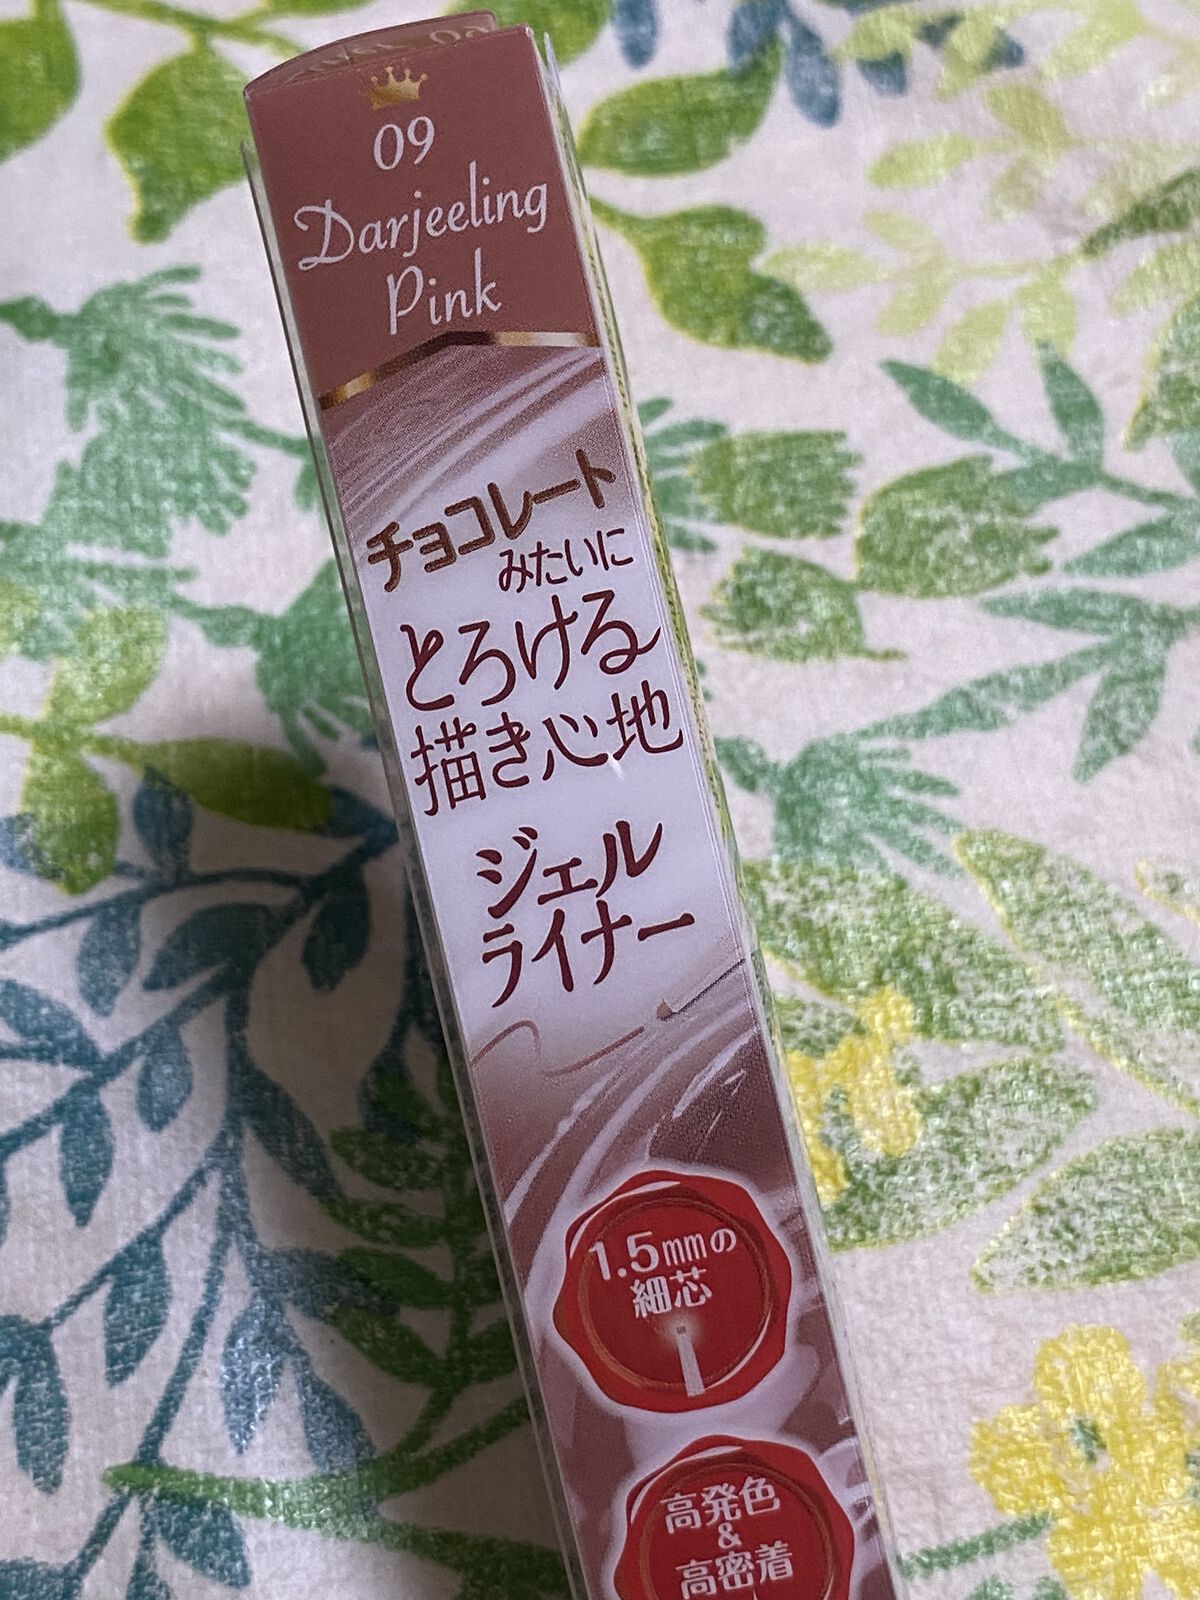 09
Darjeeling
Pink
チョコレート
みたいに
とろける
描き心地
ジェル
ライナー
1.5mmの
細芯
高発色
&
高密着